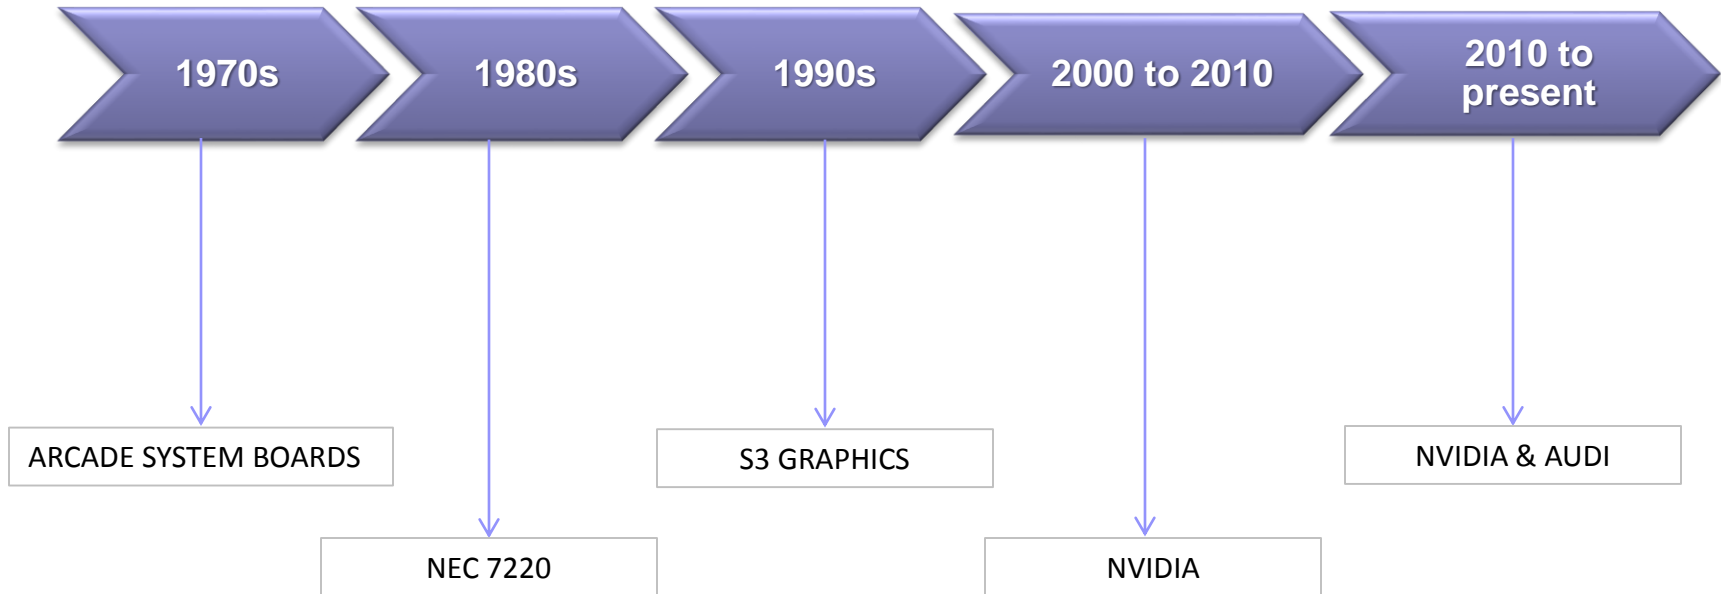 1970s
1980s
1990s
2000 to 2010
2010 to
present
ARCADE SYSTEM BOARDS
S3 GRAPHICS
NVIDIA & AUDI
NEC 7220
NVIDIA